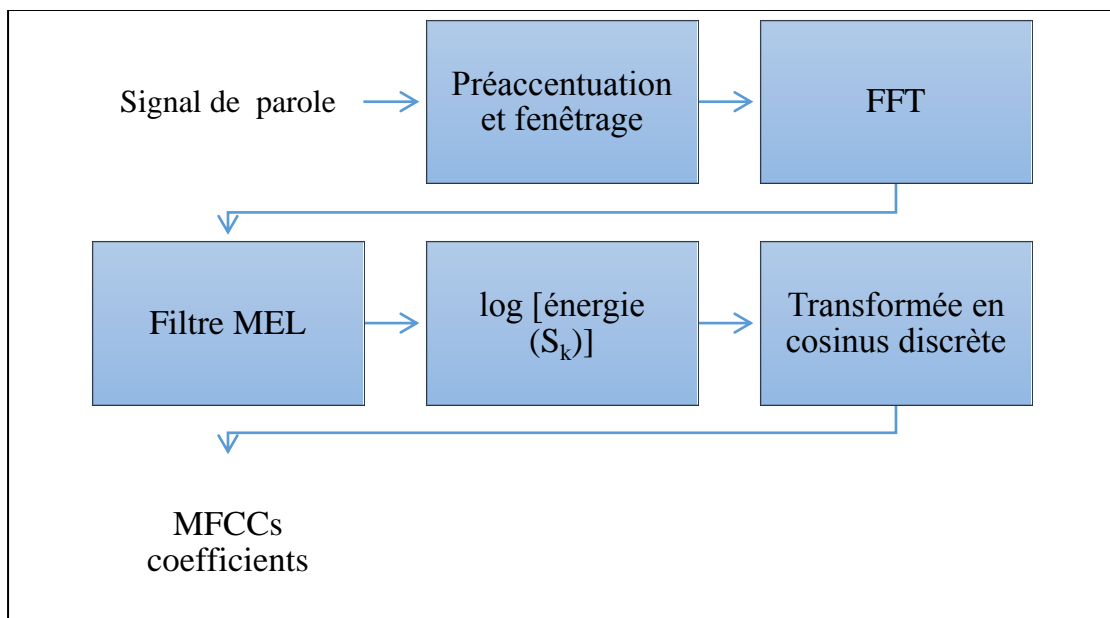 Signal de parole
Préaccentuation
et fenêtrage
FFT
Filtre MEL
log [énergie
(Sk)]
Transformée en
cosinus discrète
MFCCs
coefficients